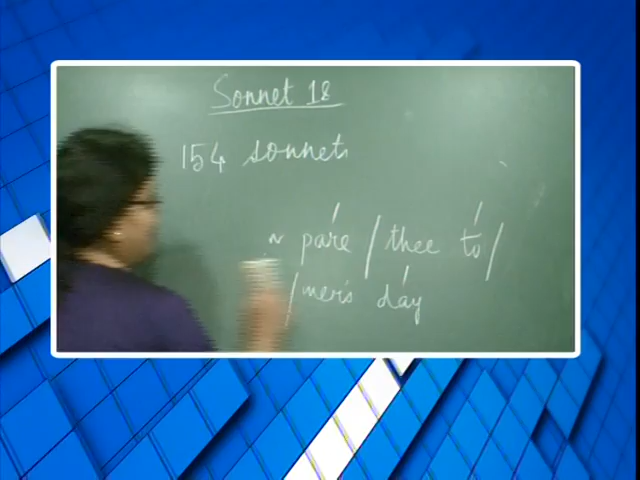 Sonnet 18
154 sonnets
pare / thee to /
/ mer's day